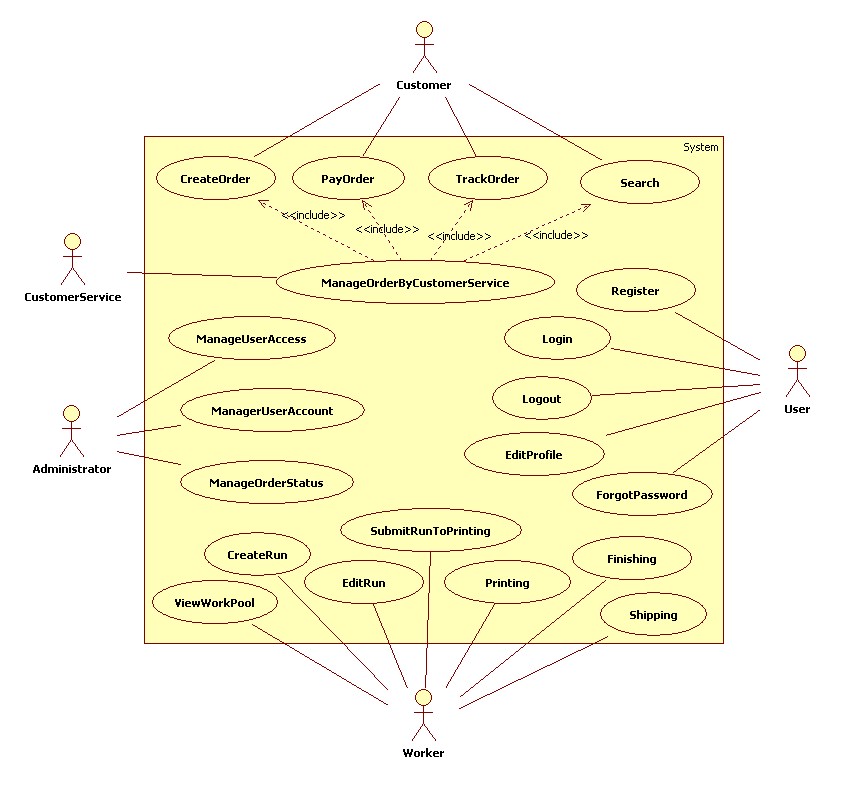 Customer
System
CreateOrder
PayOrder
TrackOrder
Search
<<include>>
<<include>>
<<include>>
<<include>>
CustomerService
ManageOrderByCustomerService
Register
ManageUserAccess
Login
User
Logout
ManagerUserAccount
Administrator
EditProfile
ManageOrderStatus
ForgotPassword
SubmitRunToPrinting
CreateRun
Finishing
EditRun
Printing
ViewWorkPool
Shipping
Worker